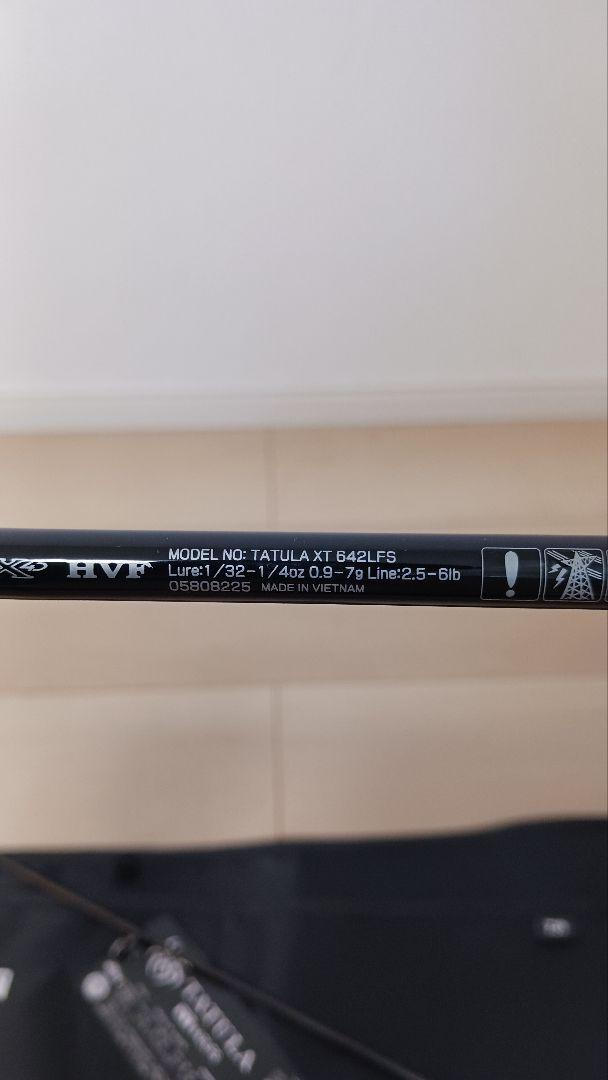 HVF
MODEL NO: TATULA XT 642LFS
Lure:1/32-1/4oz 0.9-7g Line:2.5-6lb
05808225 MADE IN VIETNAM
TATULA